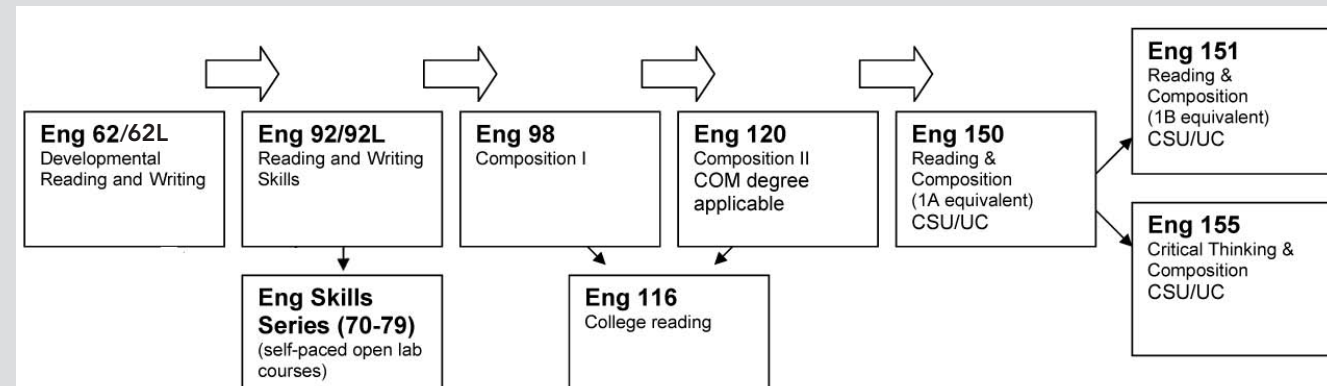 Eng 62/62L
Developmental
Reading and Writing
Eng 92/92L
Reading and Writing
Skills
Eng Skills
Series (70-79)
(self-paced open lab
courses)
Eng 98
Composition I
Eng 120
Composition II
COM degree
applicable
Eng 116
College reading
Eng 150
Reading &
Composition
(1A equivalent)
CSU/UC
Eng 151
Reading &
Composition
(1B equivalent)
CSU/UC
Eng 155
Critical Thinking &
Composition
CSU/UC